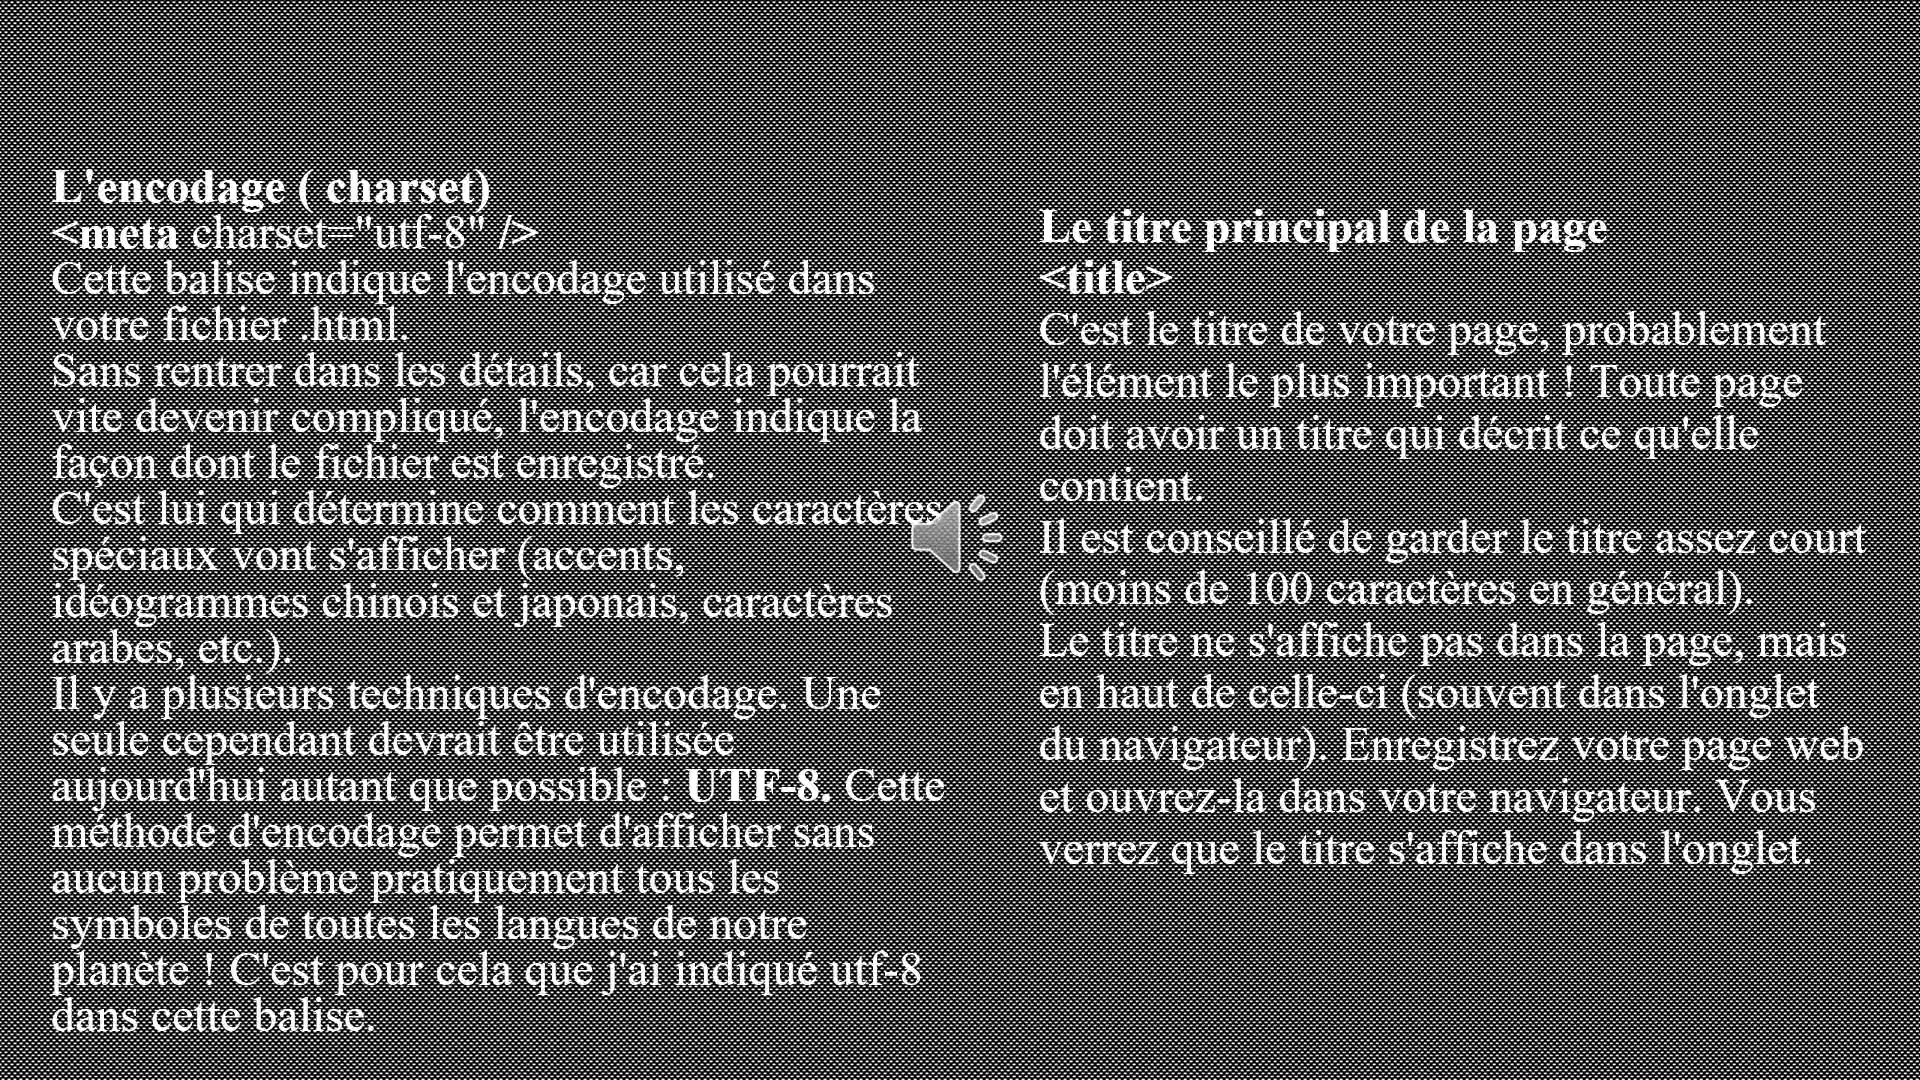 L'encodage ( charset)
<meta charset="utf-8" />
Cette balise indique l'encodage utilisé dans
votre fichier .html.
Sans rentrer dans les détails, car cela pourrait
vite devenir compliqué, l'encodage indique la
façon dont le fichier est enregistré.
C'est lui qui détermine comment les caractères
spéciaux vont s'afficher (accents,
idéogrammes chinois et japonais, caractères
arabes, etc.).
Il y a plusieurs techniques d'encodage. Une
seule cependant devrait être utilisée
aujourd'hui autant que possible : UTF-8. Cette
méthode d'encodage permet d'afficher sans
aucun problème pratiquement tous les
symboles de toutes les langues de notre
planète ! C'est pour cela que j'ai indiqué utf-8
dans cette balise.
Le titre principal de la page
<title>
C'est le titre de votre page, probablement
l'élément le plus important ! Toute page
doit avoir un titre qui décrit ce qu'elle
contient.
Il est conseillé de garder le titre assez court
(moins de 100 caractères en général).
Le titre ne s'affiche pas dans la page, mais
en haut de celle-ci (souvent dans l'onglet
du navigateur). Enregistrez votre page web
et ouvrez-la dans votre navigateur. Vous
verrez que le titre s'affiche dans l'onglet.